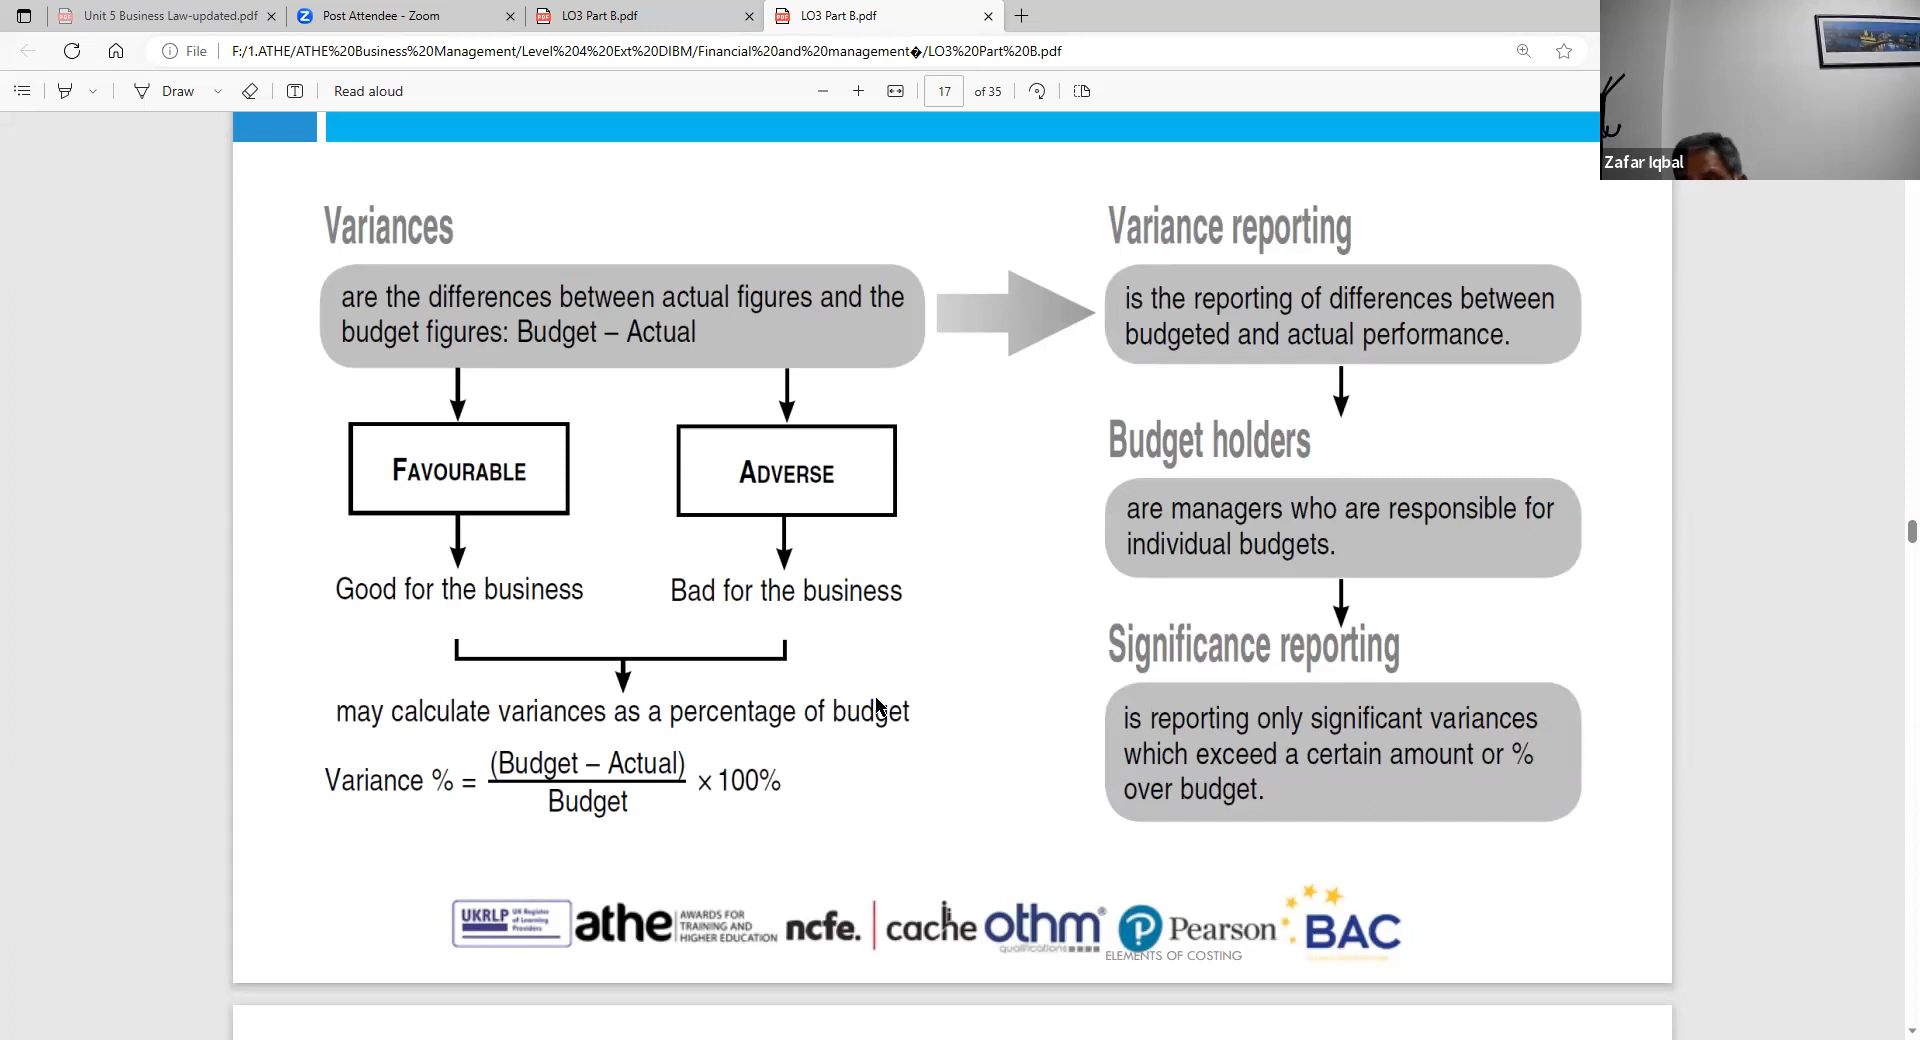 Unit 5 Business Law-updated.pdf
Post Attendee - Zoom
LO3 Part B.pdf
LO3 Part B.pdf
File
F:/1.ATHE/ATHE%20Business%20Management/Level%204%20Ext%20DIBM/Financial%20and%20management�/LO3%20Part%20B.pdf
Draw
Read aloud
17
of 35
Zafar Iqbal
Variances
are the differences between actual figures and the
budget figures: Budget – Actual
FAVOURABLE
ADVERSE
Good for the business
Bad for the business
may calculate variances as a percentage of budget
Variance % = (Budget – Actual) / Budget × 100%
Variance reporting
is the reporting of differences between
budgeted and actual performance.
Budget holders
are managers who are responsible for
individual budgets.
Significance reporting
is reporting only significant variances
which exceed a certain amount or %
over budget.
UKRLP
UK Register
of Learning
Providers
athe
AWARDS FOR
TRAINING AND
HIGHER EDUCATION
ncfe.
cache
othm
qualifications
Pearson
BAC
ELEMENTS OF COSTING